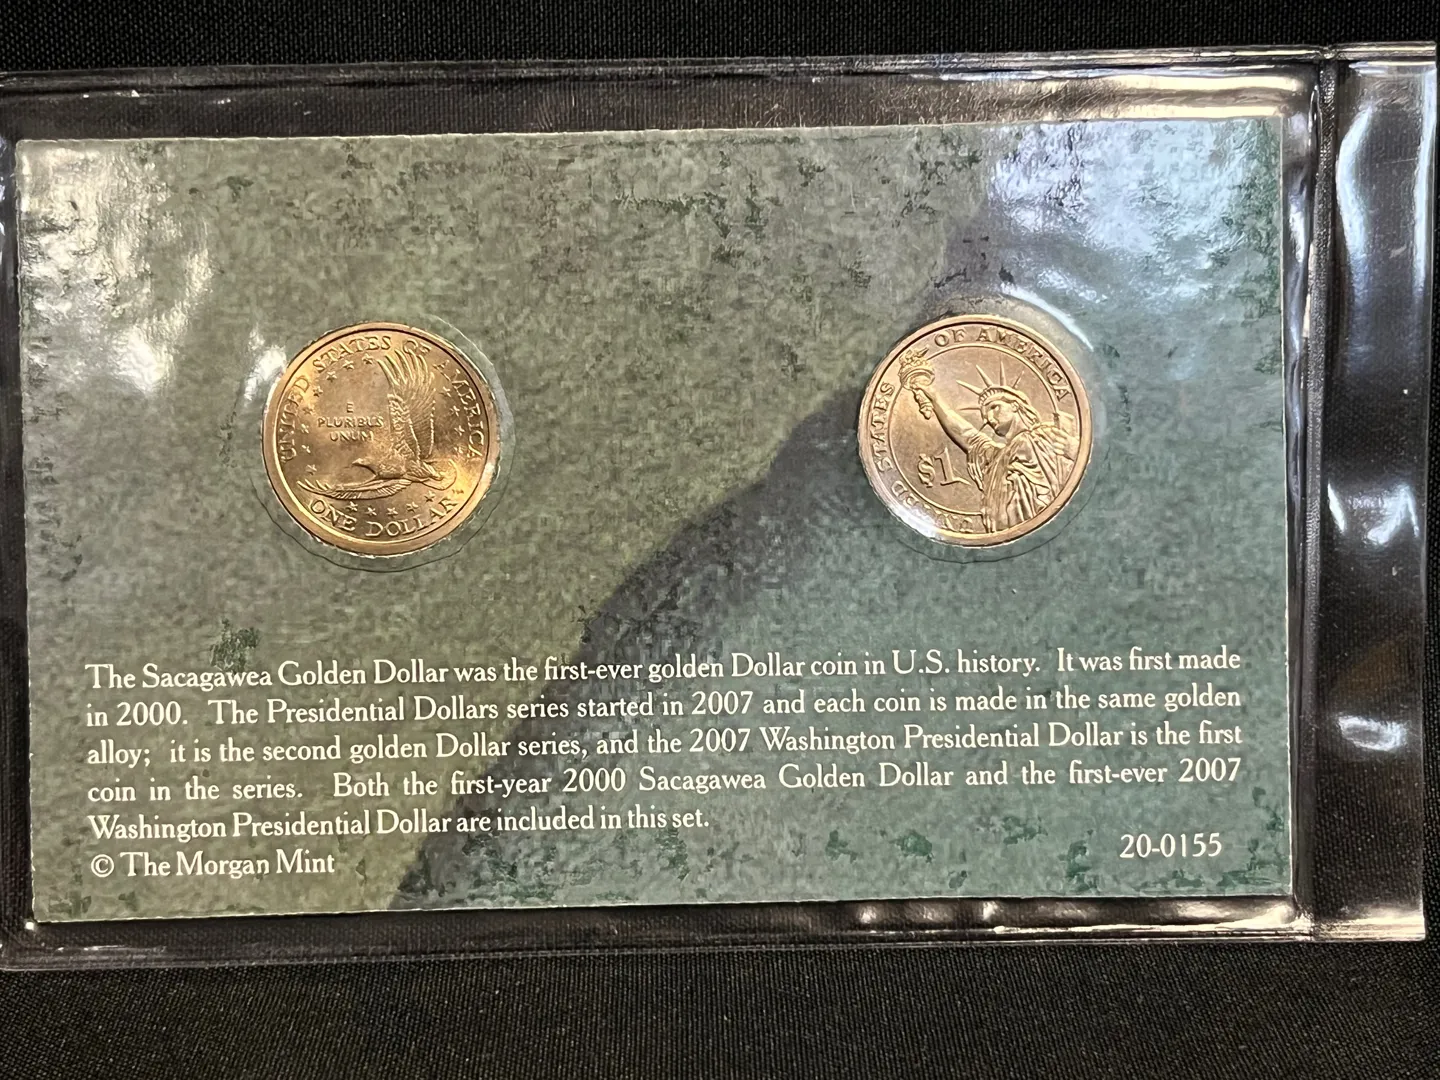 UNITED STATES OF AMERICA
E
PLURIBUS
UNUM
ONE DOLLAR
UNITED STATES OF AMERICA
$1
The Sacagawea Golden Dollar was the first-ever golden Dollar coin in U.S. history. It was first made
in 2000. The Presidential Dollars series started in 2007 and each coin is made in the same golden
alloy; it is the second golden Dollar series, and the 2007 Washington Presidential Dollar is the first
coin in the series. Both the first-year 2000 Sacagawea Golden Dollar and the first-ever 2007
Washington Presidential Dollar are included in this set.
© The Morgan Mint
20-0155